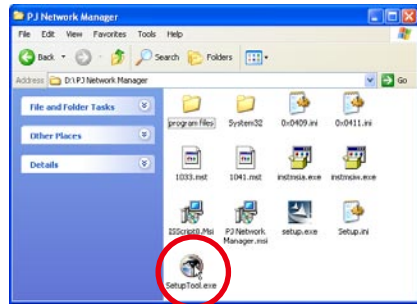 PJ Network Manager
File Edit View Favorites Tools Help
Back Search Folders
Address D:\PJ Network Manager Go
File and Folder Tasks
Other Places
Details
program files System32 0x0409.ini 0x0411.ini
1033.mst 1041.mst instmsia.exe instmsiw.exe
ISScript8.Msi PJ Network Manager.msi setup.exe Setup.ini
SetupTool.exe